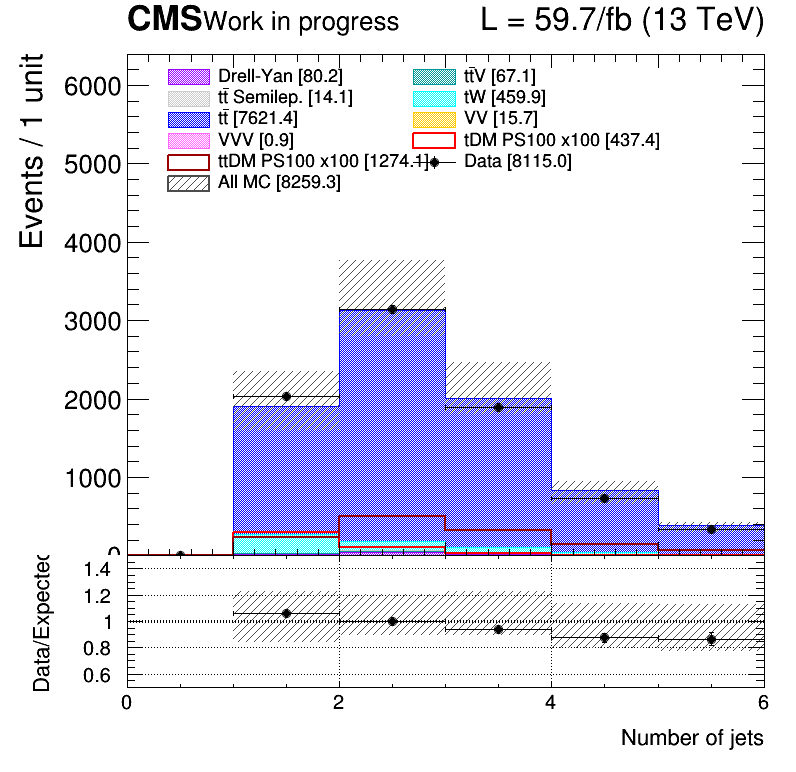 CMS Work in progress L = 59.7/fb (13 TeV)
Events / 1 unit
Drell-Yan [80.2] tt̄V [67.1]
tt̄ Semilep. [14.1] tW [459.9]
tt̄ [7621.4] VV [15.7]
VVV [0.9] tDM PS100 x100 [437.4]
ttDM PS100 x100 [1274.1] Data [8115.0]
All MC [8259.3]
6000
5000
4000
3000
2000
1000
0
Data/Expected
1.4
1.2
1
0.8
0.6
0 2 4 6
Number of jets